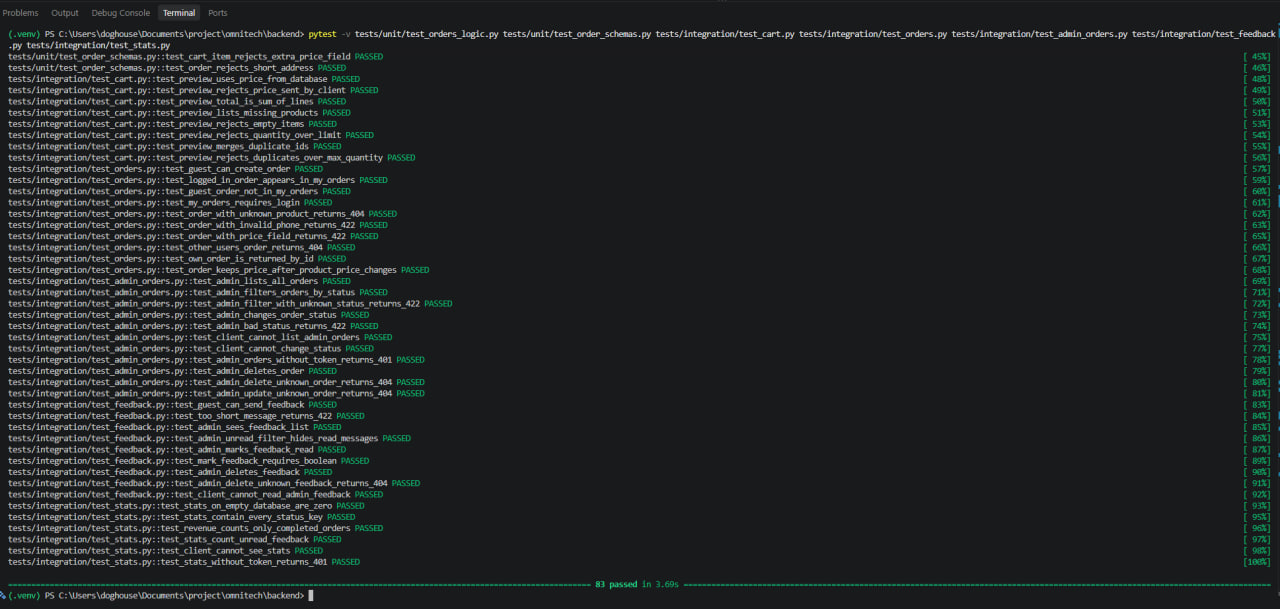 Problems Output Debug Console Terminal Ports
(.venv) PS C:\Users\doghouse\Documents\project\omnitech\backend> pytest -v tests/unit/test_orders_logic.py tests/unit/test_order_schemas.py tests/integration/test_cart.py tests/integration/test_orders.py tests/integration/test_admin_orders.py tests/integration/test_feedback
.py tests/integration/test_stats.py
tests/unit/test_order_schemas.py::test_cart_item_rejects_extra_price_field PASSED [ 45%]
tests/unit/test_order_schemas.py::test_order_rejects_short_address PASSED [ 46%]
tests/integration/test_cart.py::test_preview_uses_price_from_database PASSED [ 48%]
tests/integration/test_cart.py::test_preview_rejects_price_sent_by_client PASSED [ 49%]
tests/integration/test_cart.py::test_preview_total_is_sum_of_lines PASSED [ 50%]
tests/integration/test_cart.py::test_preview_lists_missing_products PASSED [ 51%]
tests/integration/test_cart.py::test_preview_rejects_empty_items PASSED [ 53%]
tests/integration/test_cart.py::test_preview_rejects_quantity_over_limit PASSED [ 54%]
tests/integration/test_cart.py::test_preview_merges_duplicate_ids PASSED [ 55%]
tests/integration/test_cart.py::test_preview_rejects_duplicates_over_max_quantity PASSED [ 56%]
tests/integration/test_orders.py::test_guest_can_create_order PASSED [ 57%]
tests/integration/test_orders.py::test_logged_in_order_appears_in_my_orders PASSED [ 59%]
tests/integration/test_orders.py::test_guest_order_not_in_my_orders PASSED [ 60%]
tests/integration/test_orders.py::test_my_orders_requires_login PASSED [ 61%]
tests/integration/test_orders.py::test_order_with_unknown_product_returns_404 PASSED [ 62%]
tests/integration/test_orders.py::test_order_with_invalid_phone_returns_422 PASSED [ 63%]
tests/integration/test_orders.py::test_order_with_price_field_returns_422 PASSED [ 65%]
tests/integration/test_orders.py::test_other_users_order_returns_404 PASSED [ 66%]
tests/integration/test_orders.py::test_own_order_is_returned_by_id PASSED [ 67%]
tests/integration/test_orders.py::test_order_keeps_price_after_product_price_changes PASSED [ 68%]
tests/integration/test_admin_orders.py::test_admin_lists_all_orders PASSED [ 69%]
tests/integration/test_admin_orders.py::test_admin_filters_orders_by_status PASSED [ 71%]
tests/integration/test_admin_orders.py::test_admin_filter_with_unknown_status_returns_422 PASSED [ 72%]
tests/integration/test_admin_orders.py::test_admin_changes_order_status PASSED [ 73%]
tests/integration/test_admin_orders.py::test_admin_bad_status_returns_422 PASSED [ 74%]
tests/integration/test_admin_orders.py::test_client_cannot_list_admin_orders PASSED [ 75%]
tests/integration/test_admin_orders.py::test_client_cannot_change_status PASSED [ 77%]
tests/integration/test_admin_orders.py::test_admin_orders_without_token_returns_401 PASSED [ 78%]
tests/integration/test_admin_orders.py::test_admin_deletes_order PASSED [ 79%]
tests/integration/test_admin_orders.py::test_admin_delete_unknown_order_returns_404 PASSED [ 80%]
tests/integration/test_admin_orders.py::test_admin_update_unknown_order_returns_404 PASSED [ 81%]
tests/integration/test_feedback.py::test_guest_can_send_feedback PASSED [ 83%]
tests/integration/test_feedback.py::test_too_short_message_returns_422 PASSED [ 84%]
tests/integration/test_feedback.py::test_admin_sees_feedback_list PASSED [ 85%]
tests/integration/test_feedback.py::test_admin_unread_filter_hides_read_messages PASSED [ 86%]
tests/integration/test_feedback.py::test_admin_marks_feedback_read PASSED [ 87%]
tests/integration/test_feedback.py::test_mark_feedback_requires_boolean PASSED [ 89%]
tests/integration/test_feedback.py::test_admin_deletes_feedback PASSED [ 90%]
tests/integration/test_feedback.py::test_admin_delete_unknown_feedback_returns_404 PASSED [ 91%]
tests/integration/test_feedback.py::test_client_cannot_read_admin_feedback PASSED [ 92%]
tests/integration/test_stats.py::test_stats_on_empty_database_are_zero PASSED [ 93%]
tests/integration/test_stats.py::test_stats_contain_every_status_key PASSED [ 95%]
tests/integration/test_stats.py::test_revenue_counts_only_completed_orders PASSED [ 96%]
tests/integration/test_stats.py::test_stats_count_unread_feedback PASSED [ 97%]
tests/integration/test_stats.py::test_client_cannot_see_stats PASSED [ 98%]
tests/integration/test_stats.py::test_stats_without_token_returns_401 PASSED [100%]
83 passed in 3.69s
(.venv) PS C:\Users\doghouse\Documents\project\omnitech\backend>